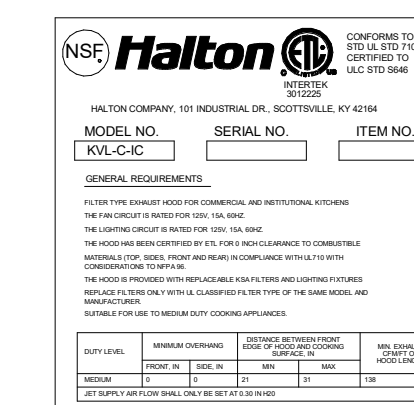 NSF. Halton ETL CONFORMS TO
STD UL STD 710
CERTIFIED TO
ULC STD S646
INTERTEK
3012225
HALTON COMPANY, 101 INDUSTRIAL DR., SCOTTSVILLE, KY 42164
MODEL NO. SERIAL NO. ITEM NO.
KVL-C-IC
GENERAL REQUIREMENTS
FILTER TYPE EXHAUST HOOD FOR COMMERCIAL AND INSTITUTIONAL KITCHENS
THE FAN CIRCUIT IS RATED FOR 125V, 15A, 60HZ.
THE LIGHTING CIRCUIT IS RATED FOR 125V, 15A, 60HZ.
THE HOOD HAS BEEN CERTIFIED BY ETL FOR 0 INCH CLEARANCE TO COMBUSTIBLE
MATERIALS (TOP, SIDES, FRONT AND REAR) IN COMPLIANCE WITH UL710 WITH
CONSIDERATIONS TO NFPA 96.
THE HOOD IS PROVIDED WITH REPLACEABLE KSA FILTERS AND LIGHTING FIXTURES
REPLACE FILTERS ONLY WITH UL CLASSIFIED FILTER TYPE OF THE SAME MODEL AND
MANUFACTURER.
SUITABLE FOR USE TO MEDIUM DUTY COOKING APPLIANCES.
DUTY LEVEL MINIMUM OVERHANG DISTANCE BETWEEN FRONT
EDGE OF HOOD AND COOKING
SURFACE, IN MIN. EXHAU
CFM/FT O
HOOD LENG
FRONT, IN SIDE, IN MIN MAX
MEDIUM 0 0 21 31 138
JET SUPPLY AIR FLOW SHALL ONLY BE SET AT 0.30 IN H20